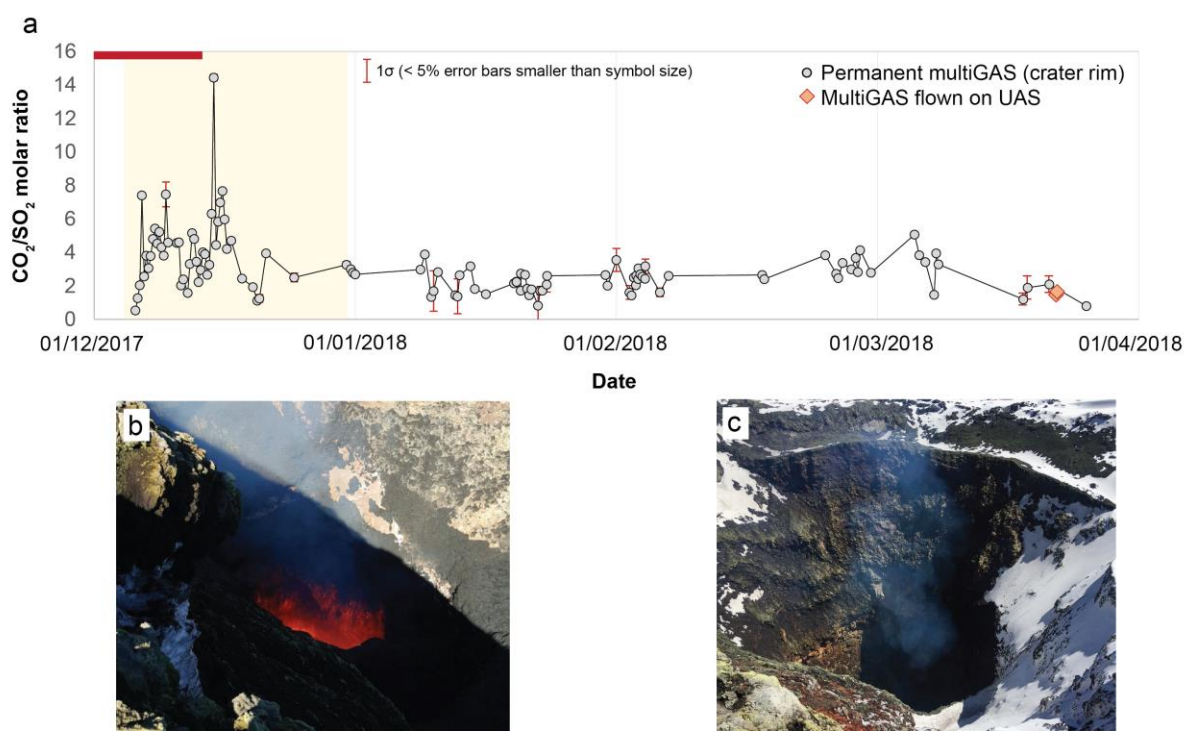 a
16
14
12
10
8
6
4
2
0
CO₂/SO₂ molar ratio
1σ (< 5% error bars smaller than symbol size)
Permanent multiGAS (crater rim)
MultiGAS flown on UAS
01/12/2017 01/01/2018 01/02/2018 01/03/2018 01/04/2018
Date
b
c